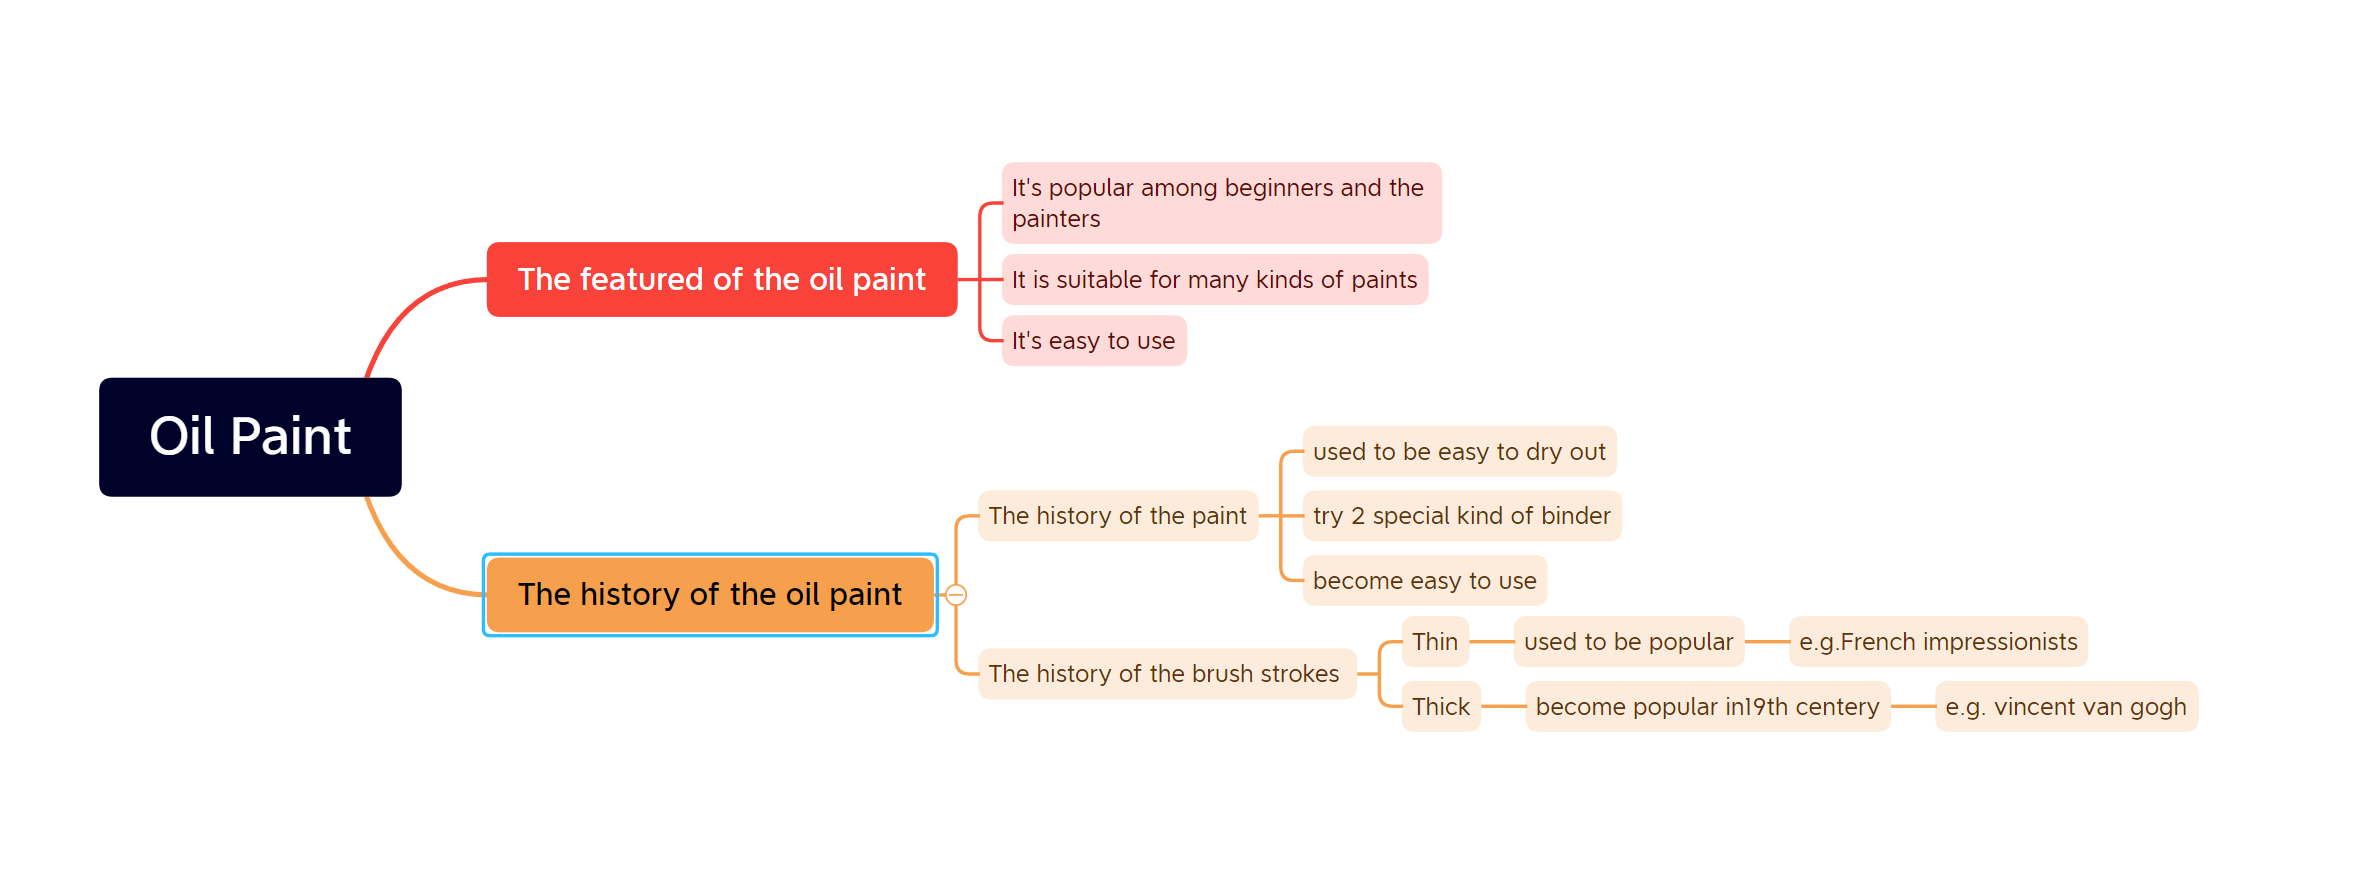 Oil Paint
The featured of the oil paint
It's popular among beginners and the
painters
It is suitable for many kinds of paints
It's easy to use
The history of the oil paint
The history of the paint
used to be easy to dry out
try 2 special kind of binder
become easy to use
The history of the brush strokes
Thin
used to be popular
e.g.French impressionists
Thick
become popular in19th centery
e.g. vincent van gogh